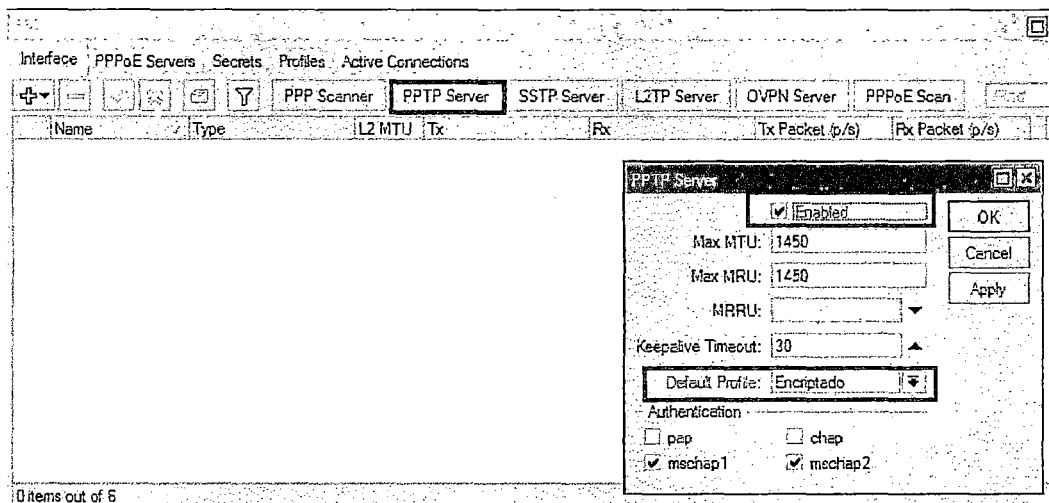 Interface PPPoE Servers Secrets Profiles Active Connections
PPP Scanner PPTP Server SSTP Server L2TP Server OVPN Server PPPoE Scan Find
Name Type L2 MTU Tx Rx Tx Packet (p/s) Rx Packet (p/s)
PPTP Server
Enabled
OK
Max MTU: 1450
Cancel
Max MRU: 1450
Apply
MRRU:
Keepalive Timeout: 30
Default Profile: Encriptado
Authentication
pap chap
mschap1 mschap2
0 items out of 6